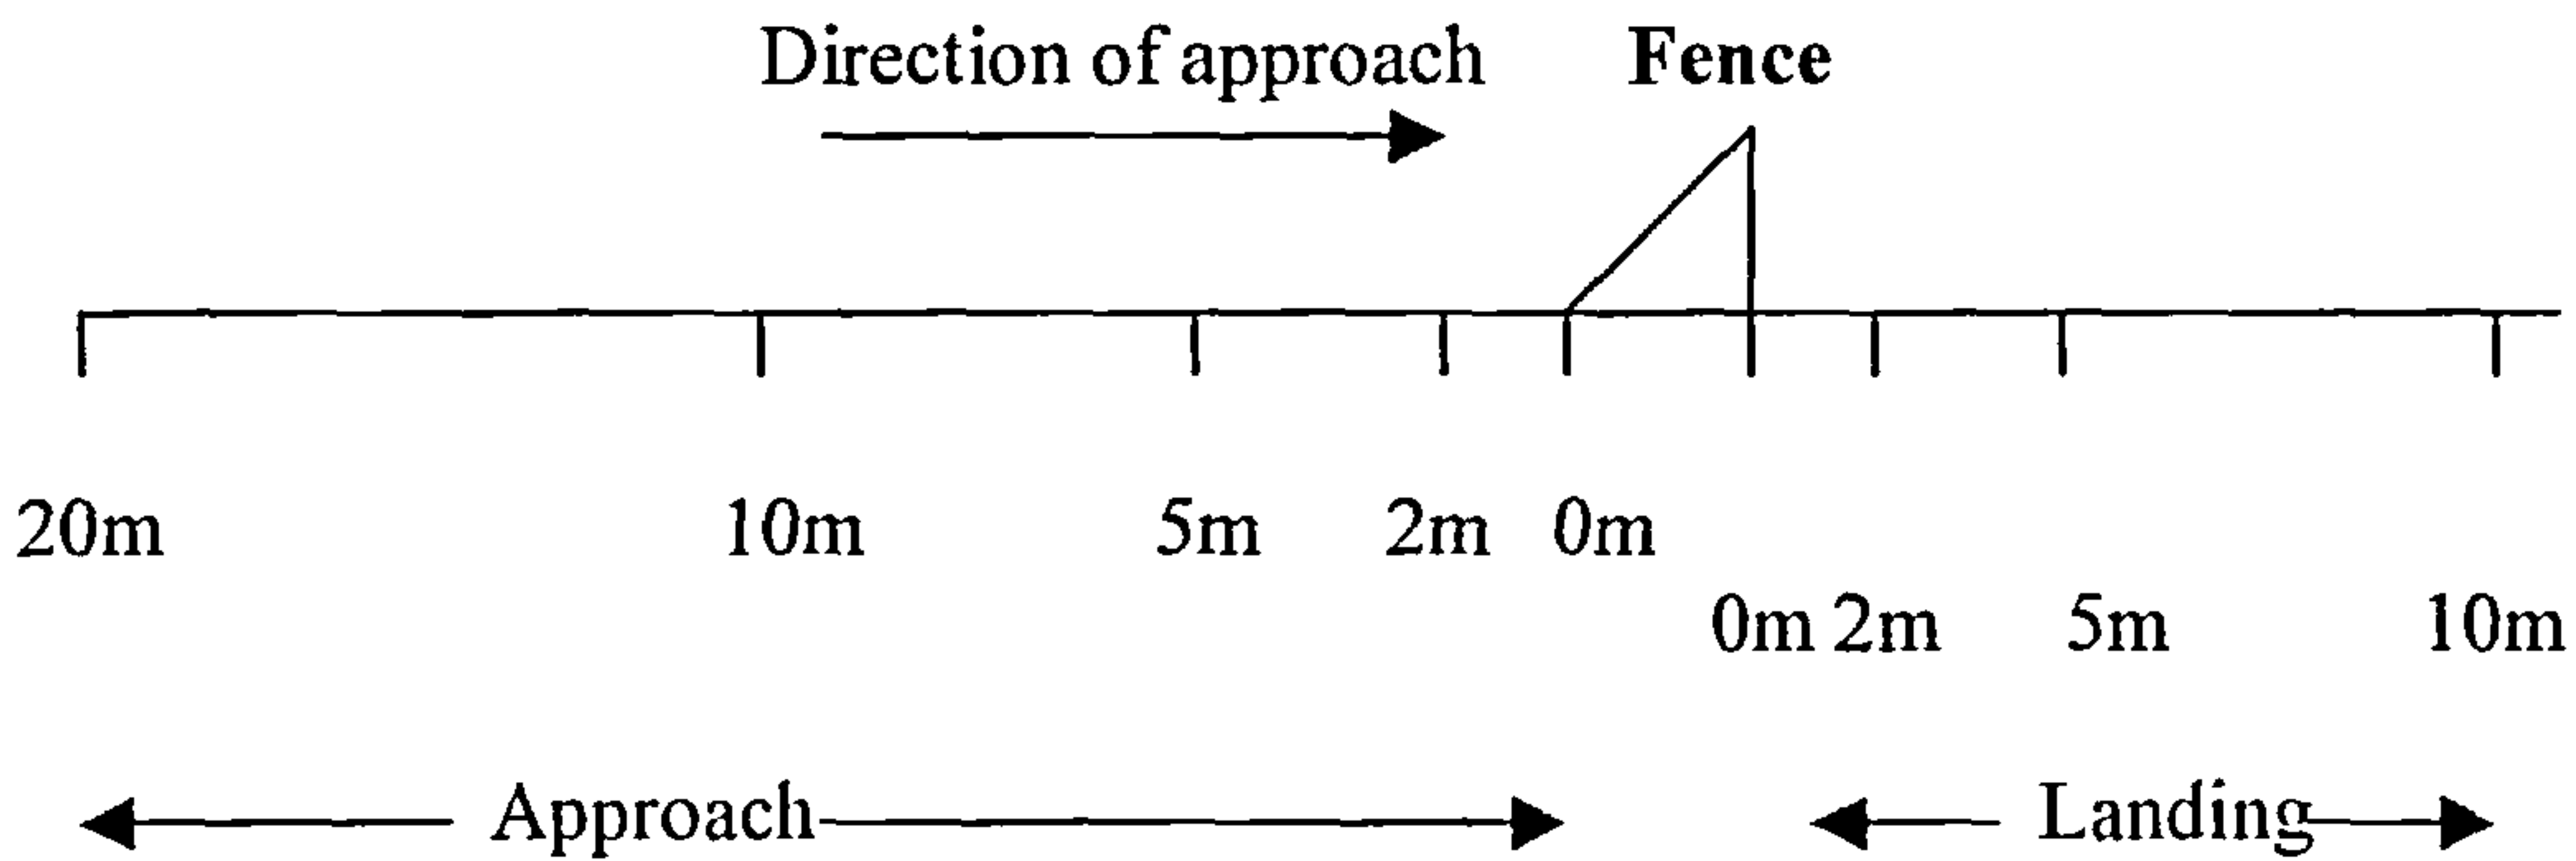 Direction of approach Fence
20m 10m 5m 2m 0m
0m 2m 5m 10m
Approach Landing